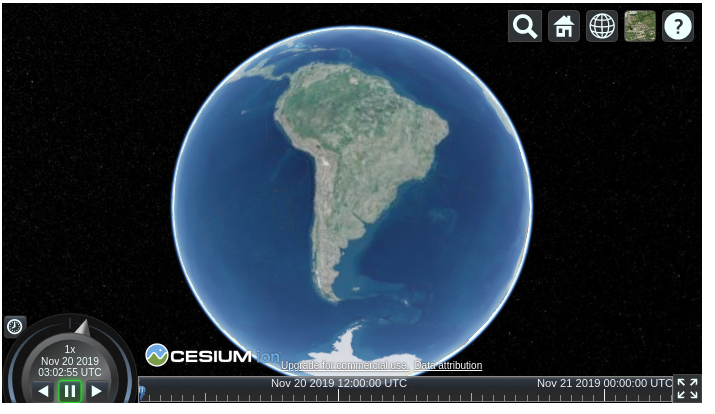 ?
1x
Nov 20 2019
03:02:55 UTC
CESIUM ion
Upgrade for commercial use. Data attribution
Nov 20 2019 12:00:00 UTC
Nov 21 2019 00:00:00 UTC